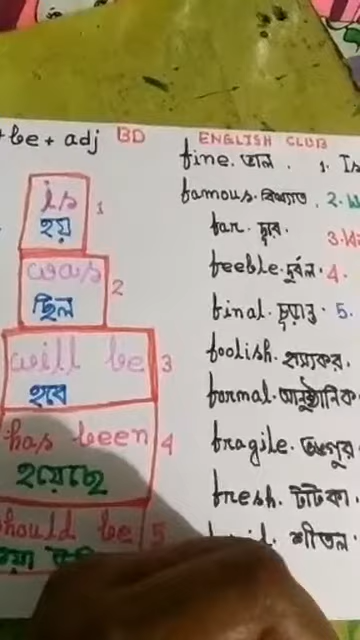 +be + adj BD ENGLISH CLUB
is 1
হয়
was 2
ছিল
will be 3
হবে
has been 4
হয়েছে
should be 5
fine. ভাল. 1. Is
famous. বিখ্যাত. 2.
far. দূর. 3.
feeble. দুর্বল. 4.
final. চূড়ান্ত. 5.
foolish. হাস্যকর.
formal. আনুষ্ঠানিক
fragile. ভঙ্গুর
fresh. টাটকা
শীতল.